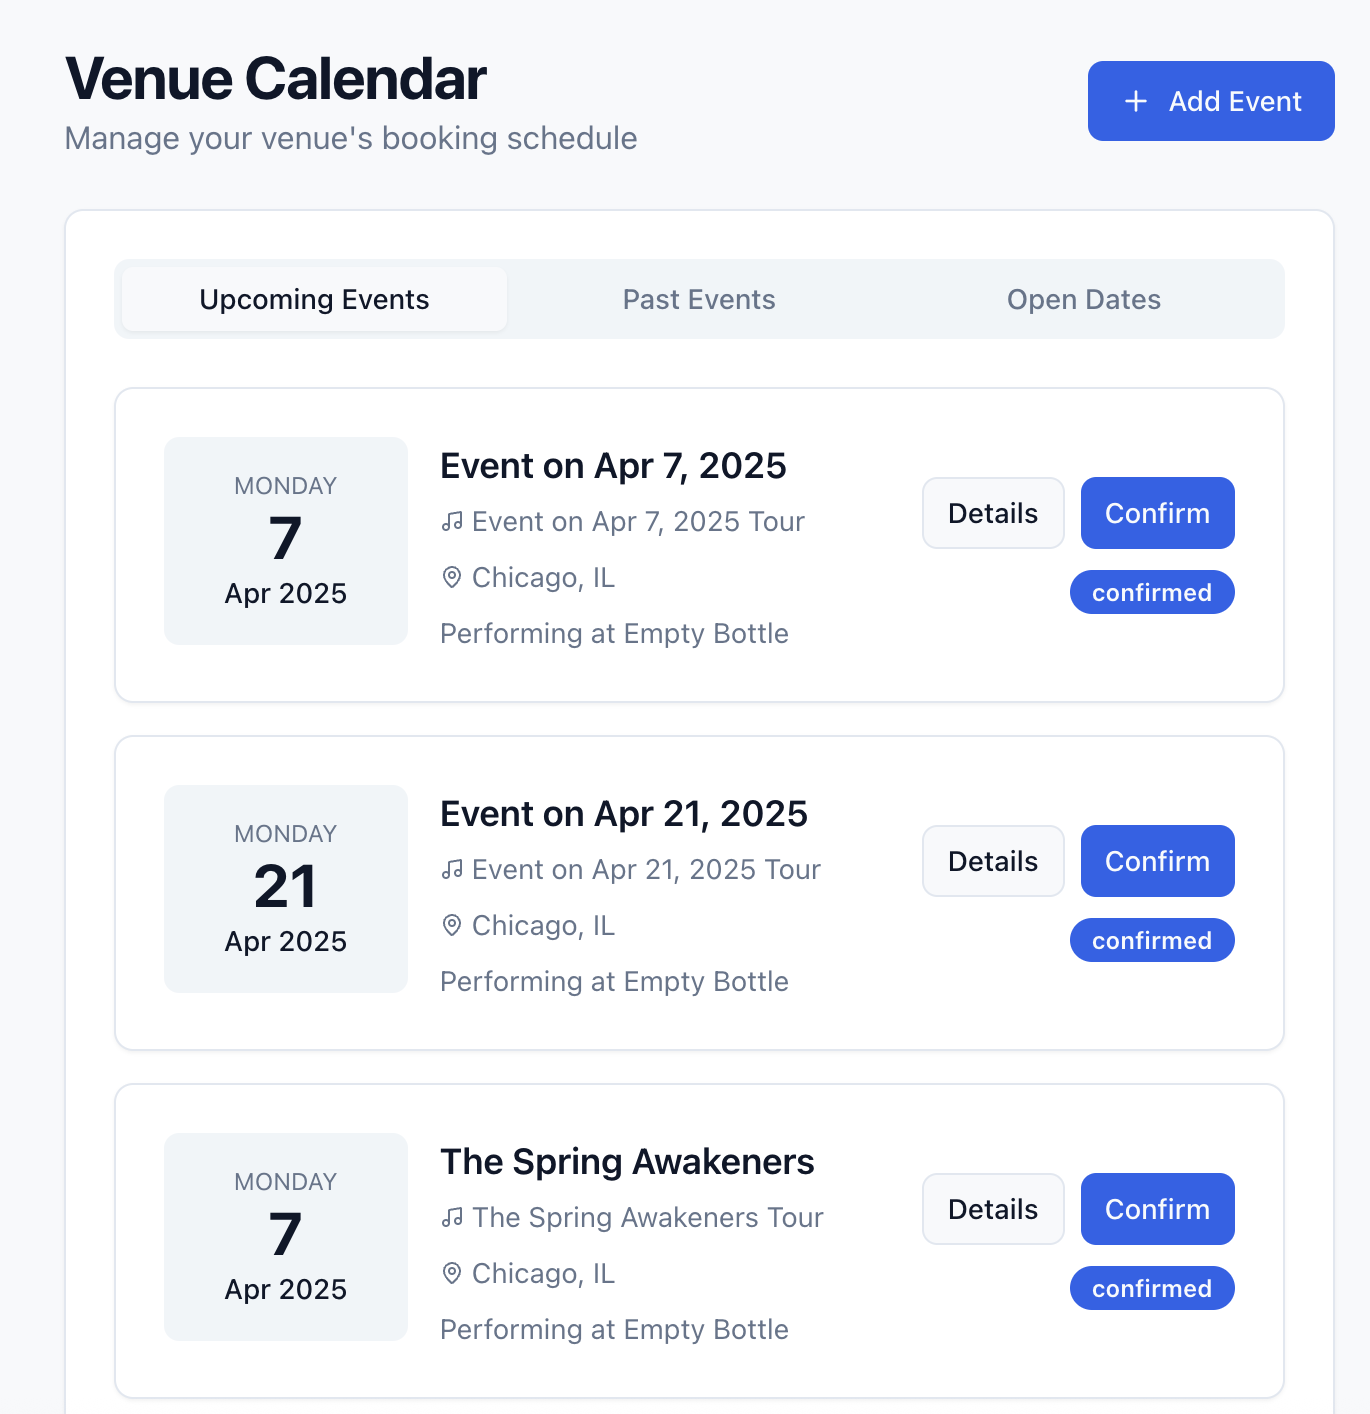 Venue Calendar
Manage your venue's booking schedule
+ Add Event
Upcoming Events
Past Events
Open Dates
MONDAY
7
Apr 2025
Event on Apr 7, 2025
Event on Apr 7, 2025 Tour
Chicago, IL
Performing at Empty Bottle
Details
Confirm
confirmed
MONDAY
21
Apr 2025
Event on Apr 21, 2025
Event on Apr 21, 2025 Tour
Chicago, IL
Performing at Empty Bottle
Details
Confirm
confirmed
MONDAY
7
Apr 2025
The Spring Awakeners
The Spring Awakeners Tour
Chicago, IL
Performing at Empty Bottle
Details
Confirm
confirmed